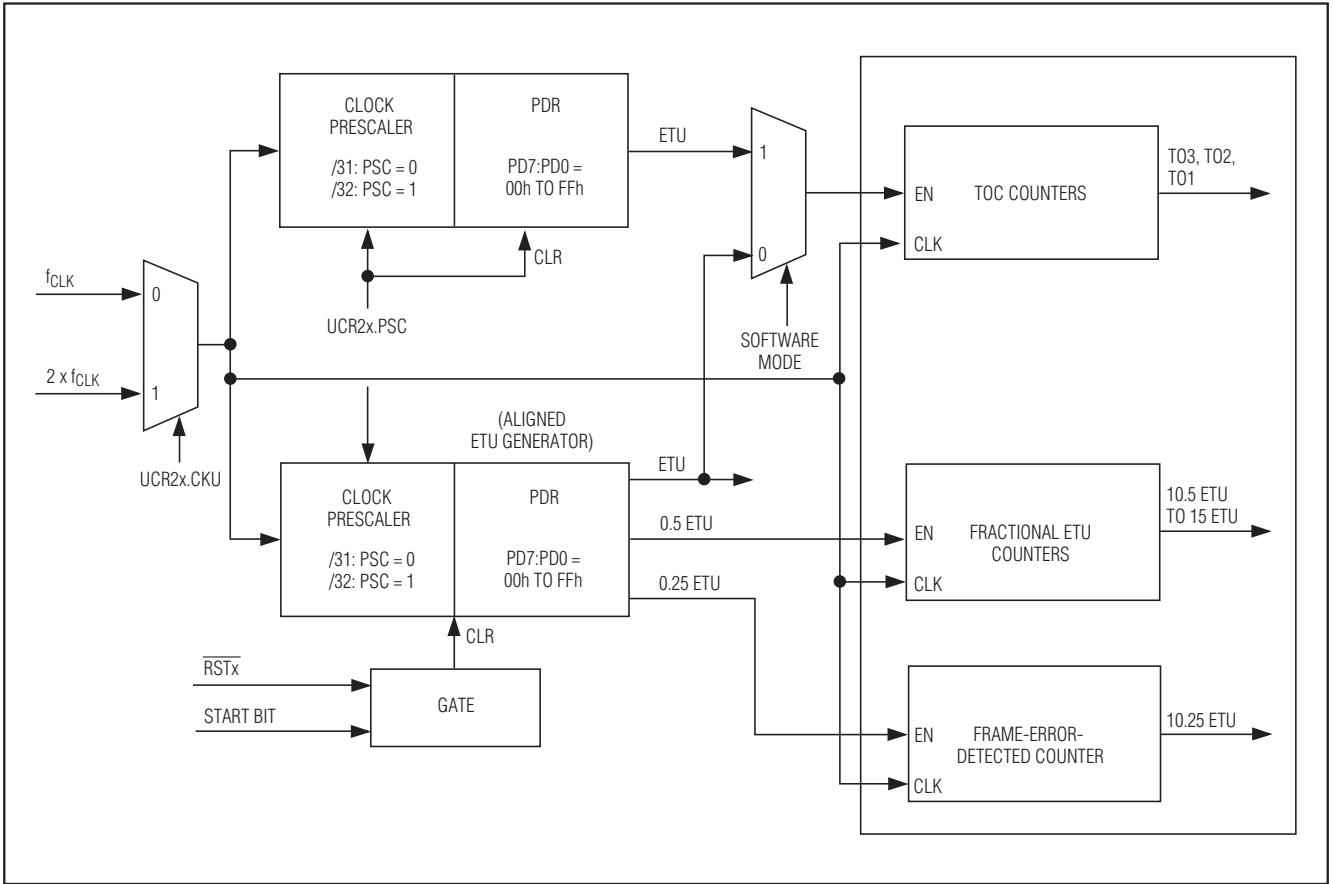 CLOCK
PRESCALER
/31: PSC = 0
/32: PSC = 1
PDR
PD7:PD0 =
00h TO FFh
ETU
CLR
UCR2x.PSC
fCLK
0
2 x fCLK
1
UCR2x.CKU
1
0
SOFTWARE
MODE
EN
TOC COUNTERS
CLK
TO3, TO2,
TO1
(ALIGNED
ETU GENERATOR)
CLOCK
PRESCALER
/31: PSC = 0
/32: PSC = 1
PDR
PD7:PD0 =
00h TO FFh
ETU
0.5 ETU
0.25 ETU
CLR
RSTx
START BIT
GATE
EN
FRACTIONAL ETU
COUNTERS
CLK
10.5 ETU
TO 15 ETU
EN
FRAME-ERROR-
DETECTED COUNTER
CLK
10.25 ETU